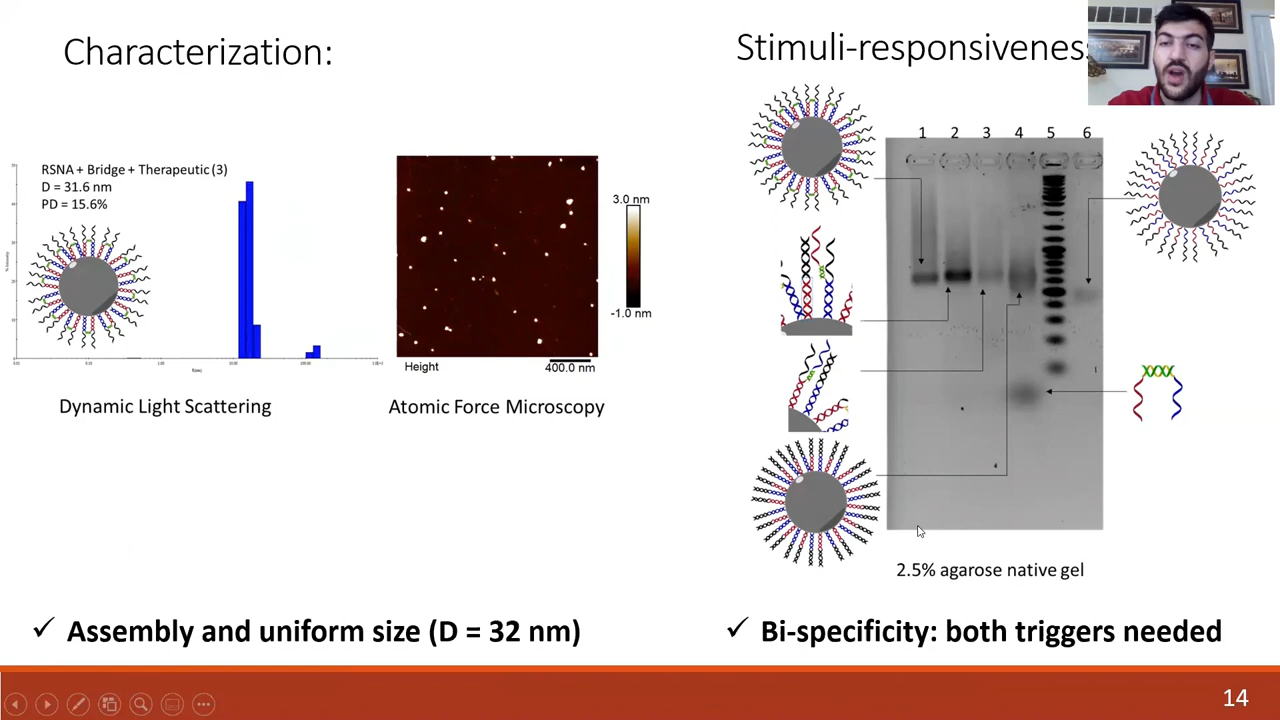 Characterization:
Stimuli-responsiveness
RSNA + Bridge + Therapeutic (3)
D = 31.6 nm
PD = 15.6%
Dynamic Light Scattering
3.0 nm
-1.0 nm
Height
400.0 nm
Atomic Force Microscopy
1 2 3 4 5 6
2.5% agarose native gel
✓ Assembly and uniform size (D = 32 nm)
✓ Bi-specificity: both triggers needed
14